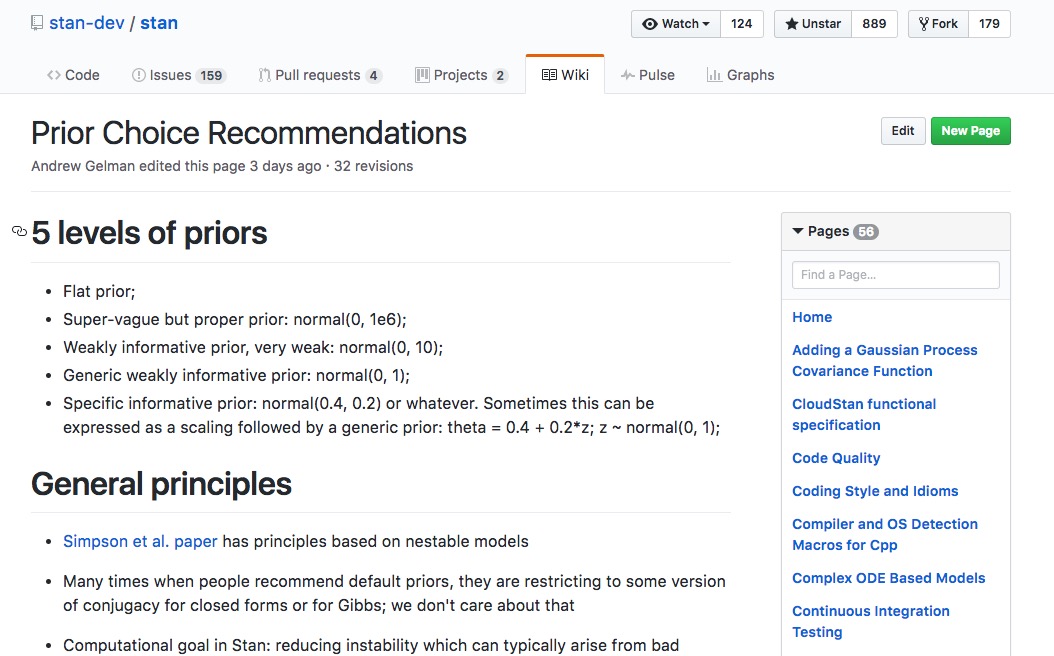 stan-dev / stan
Watch 124 Unstar 889 Fork 179
Code Issues 159 Pull requests 4 Projects 2 Wiki Pulse Graphs
Prior Choice Recommendations
Edit New Page
Andrew Gelman edited this page 3 days ago · 32 revisions
5 levels of priors
• Flat prior;
• Super-vague but proper prior: normal(0, 1e6);
• Weakly informative prior, very weak: normal(0, 10);
• Generic weakly informative prior: normal(0, 1);
• Specific informative prior: normal(0.4, 0.2) or whatever. Sometimes this can be
expressed as a scaling followed by a generic prior: theta = 0.4 + 0.2*z; z ~ normal(0, 1);
General principles
• Simpson et al. paper has principles based on nestable models
• Many times when people recommend default priors, they are restricting to some version
of conjugacy for closed forms or for Gibbs; we don't care about that
• Computational goal in Stan: reducing instability which can typically arise from bad
Pages 56
Find a Page...
Home
Adding a Gaussian Process
Covariance Function
CloudStan functional
specification
Code Quality
Coding Style and Idioms
Compiler and OS Detection
Macros for Cpp
Complex ODE Based Models
Continuous Integration
Testing